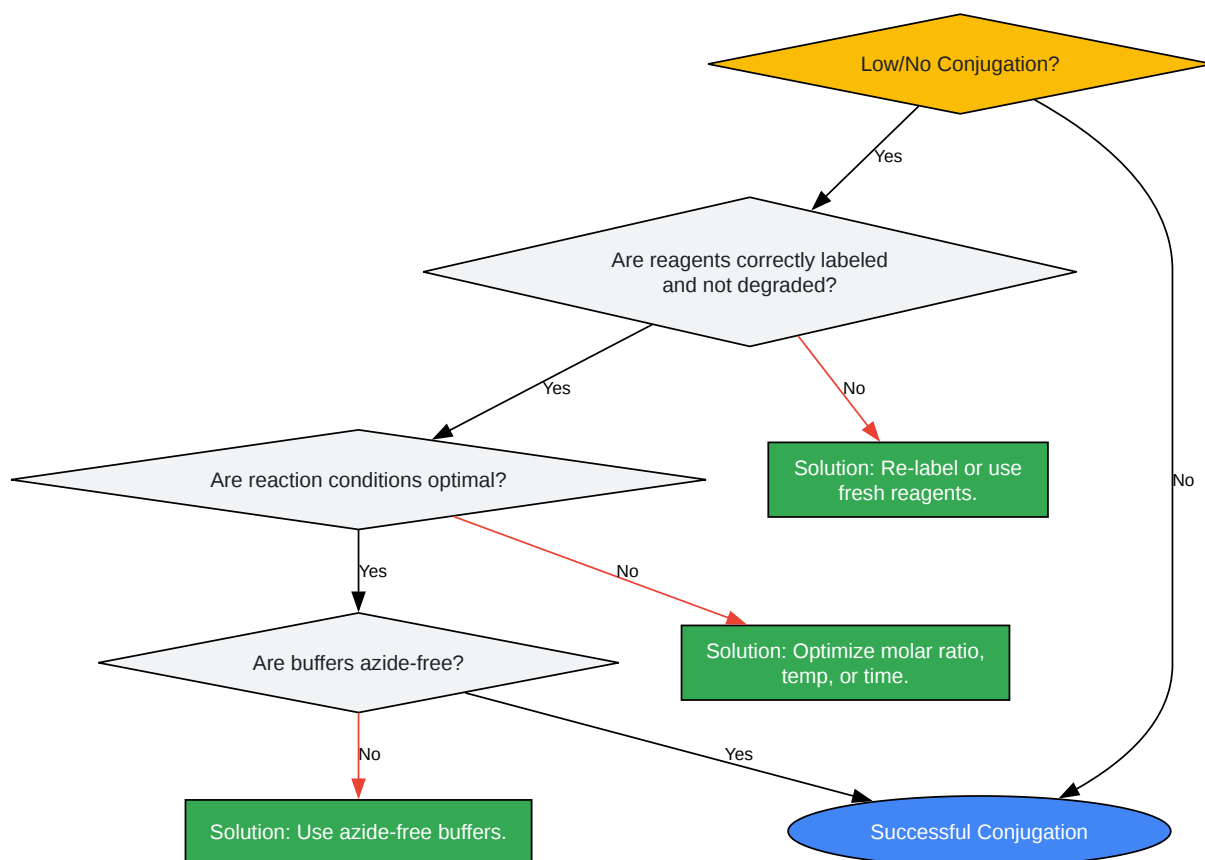 Low/No Conjugation?
Yes
Are reagents correctly labeled
and not degraded?
Yes
No
Solution: Re-label or use
fresh reagents.
No
Are reaction conditions optimal?
Yes
No
Solution: Optimize molar ratio,
temp, or time.
Are buffers azide-free?
No
Yes
Solution: Use azide-free buffers.
Successful Conjugation